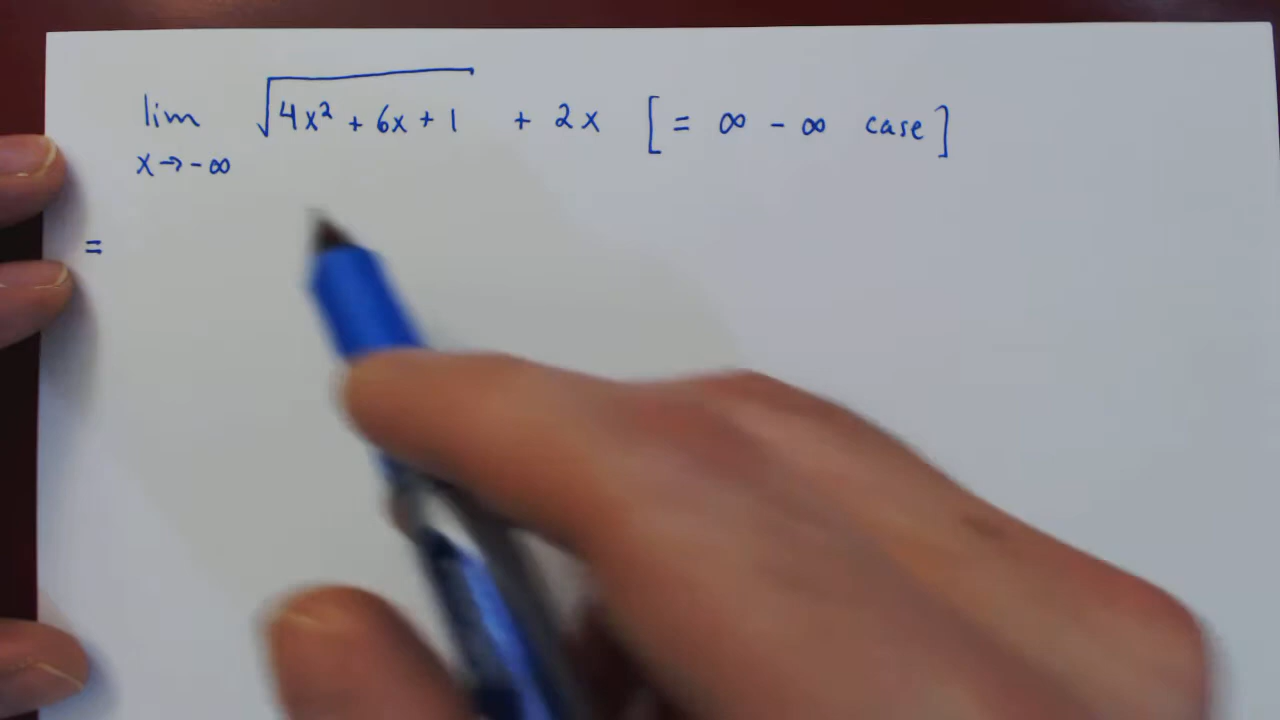 lim √4x² + 6x + 1 + 2x [= ∞ - ∞ case]
x→-∞
=